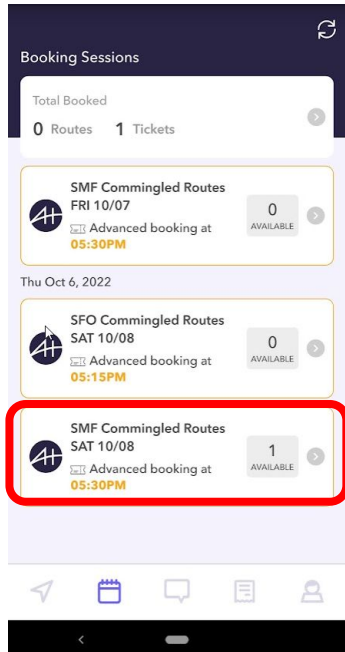 Booking Sessions
Total Booked
0 Routes 1 Tickets
SMF Commingled Routes
FRI 10/07
Advanced booking at
05:30PM
0
AVAILABLE
Thu Oct 6, 2022
SFO Commingled Routes
SAT 10/08
Advanced booking at
05:15PM
0
AVAILABLE
SMF Commingled Routes
SAT 10/08
Advanced booking at
05:30PM
1
AVAILABLE